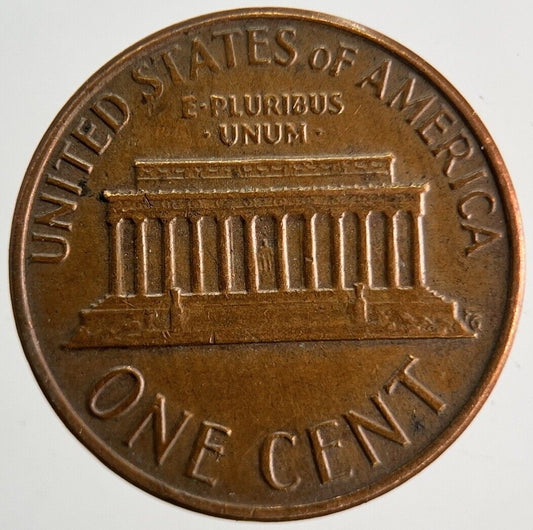 UNITED STATES OF AMERICA
E·PLURIBUS
·UNUM·
ONE CENT